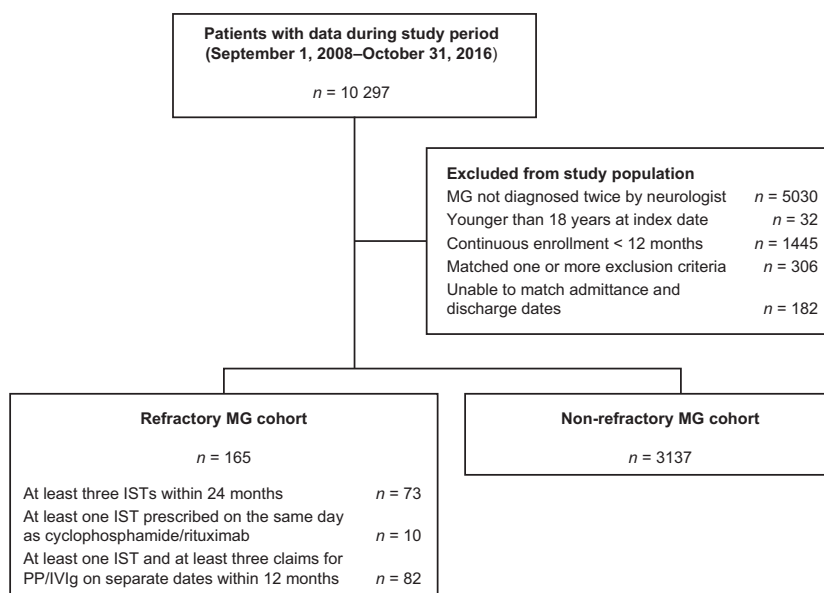 Patients with data during study period
(September 1, 2008–October 31, 2016)
n = 10 297
Excluded from study population
MG not diagnosed twice by neurologist n = 5030
Younger than 18 years at index date n = 32
Continuous enrollment < 12 months n = 1445
Matched one or more exclusion criteria n = 306
Unable to match admittance and
discharge dates n = 182
Refractory MG cohort
n = 165
At least three ISTs within 24 months n = 73
At least one IST prescribed on the same day
as cyclophosphamide/rituximab n = 10
At least one IST and at least three claims for
PP/IVIg on separate dates within 12 months n = 82
Non-refractory MG cohort
n = 3137